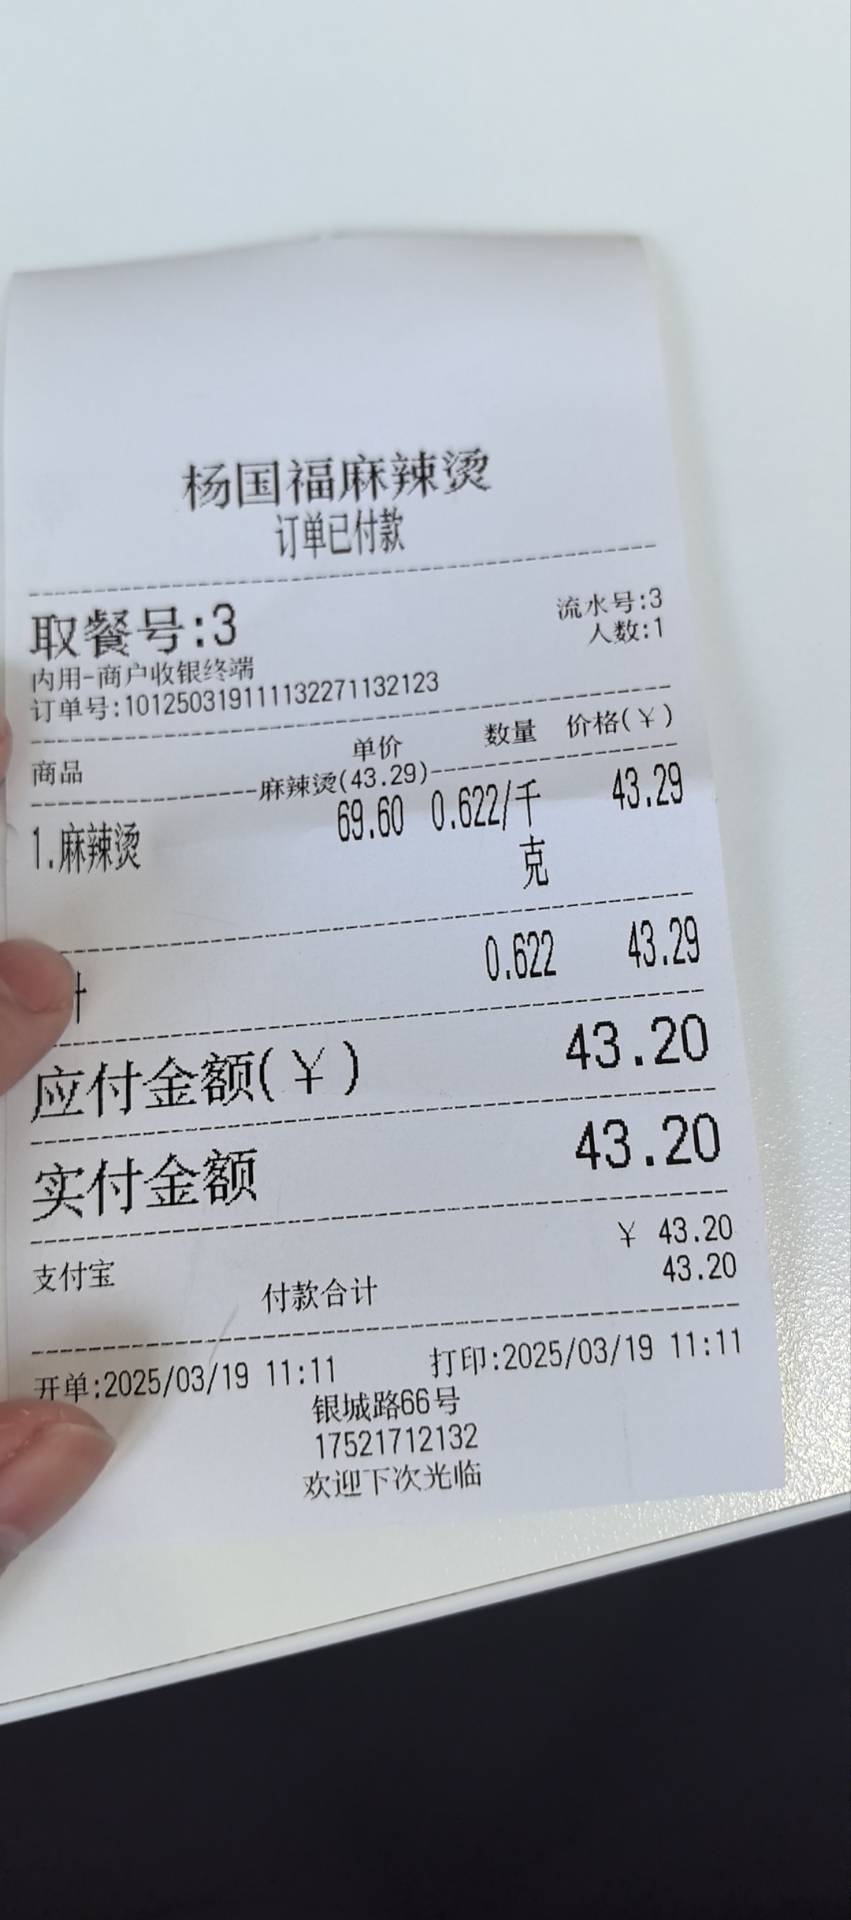 杨国福麻辣烫
订单已付款
取餐号:3
流水号:3
人数:1
内用-商户收银终端
订单号:101250319111132271132123
商品 单价 数量 价格(￥)
麻辣烫(43.29)
1.麻辣烫 69.60 0.622/千克 43.29
计 0.622 43.29
应付金额(￥) 43.20
实付金额 43.20
支付宝 ￥ 43.20
付款合计 43.20
开单:2025/03/19 11:11 打印:2025/03/19 11:11
银城路66号
17521712132
欢迎下次光临